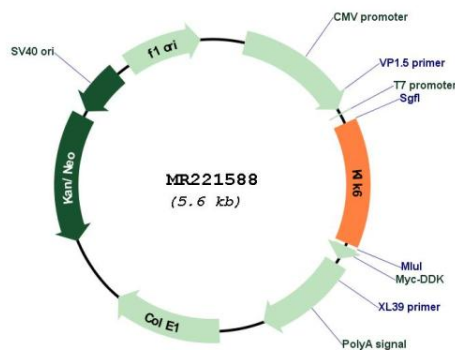 CMV promoter
f1 ori
SV40 ori
VP1.5 primer
T7 promoter
SgfI
Kan/Neo
MR221588
(5.6 kb)
Klk6
MluI
Myc-DDK
XL39 primer
Col E1
PolyA signal